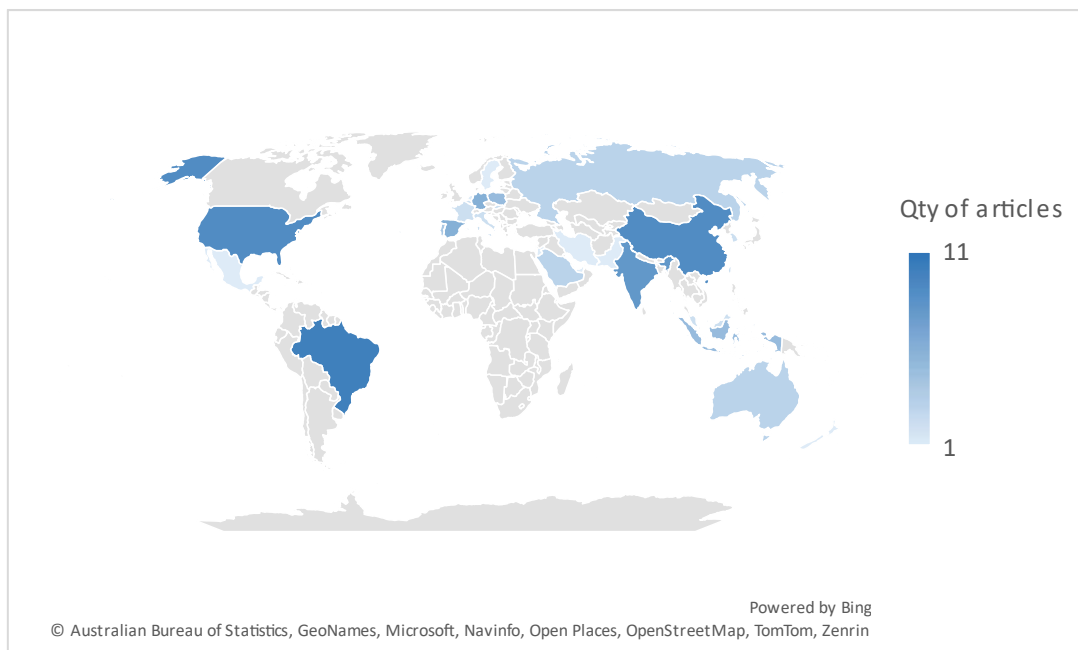 Qty of articles
11
1
Powered by Bing
© Australian Bureau of Statistics, GeoNames, Microsoft, Navinfo, Open Places, OpenStreetMap, TomTom, Zenrin